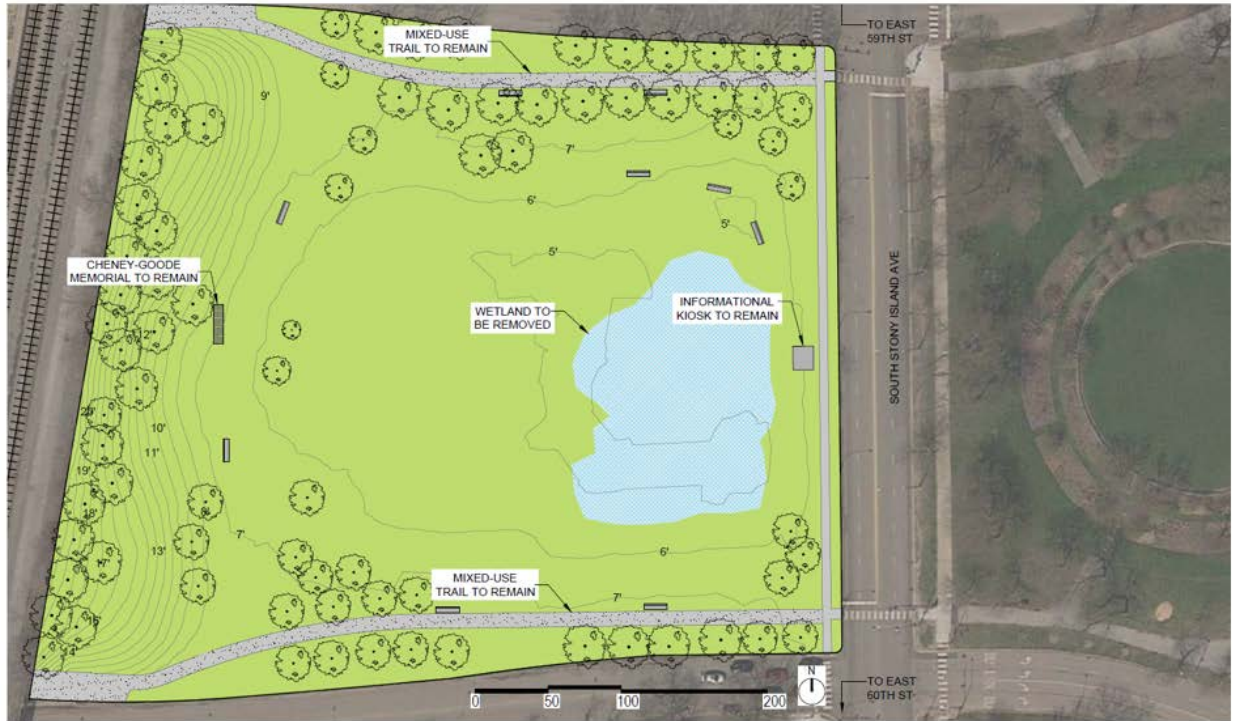 TO EAST
59TH ST
MIXED-USE
TRAIL TO REMAIN
9'
7'
6'
5'
5'
CHENEY-GOODE
MEMORIAL TO REMAIN
WETLAND TO
BE REMOVED
INFORMATIONAL
KIOSK TO REMAIN
SOUTH STONY ISLAND AVE
12'
10'
11'
19'
13'
7'
6'
MIXED-USE
TRAIL TO REMAIN
7'
N
0 50 100 200
TO EAST
60TH ST